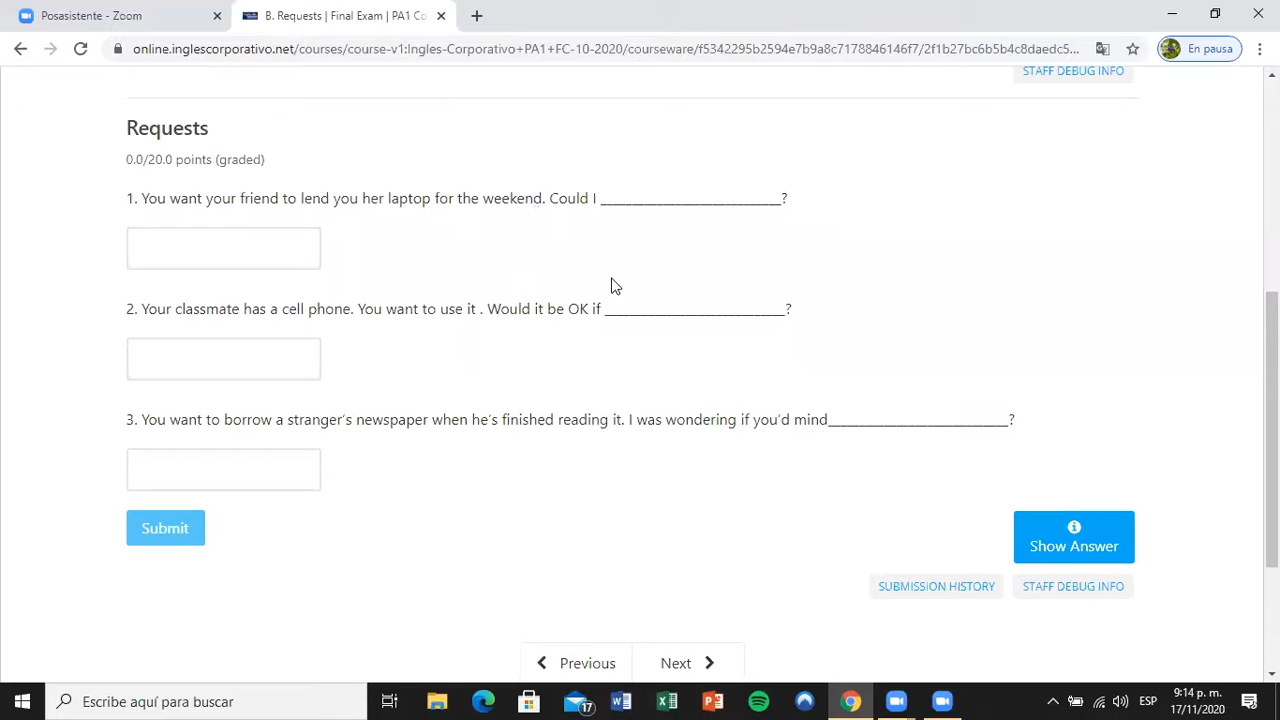 Posasistente - Zoom
B. Requests | Final Exam | PA1 Co
online.inglescorporativo.net/courses/course-v1:Ingles-Corporativo+PA1+FC-10-2020/courseware/f5342295b2594e7b9a8c7178846146f7/2f1b27bc6b5b4c8daedc5...
En pausa
STAFF DEBUG INFO
Requests
0.0/20.0 points (graded)
1. You want your friend to lend you her laptop for the weekend. Could I ___________________________?
2. Your classmate has a cell phone. You want to use it . Would it be OK if ___________________________?
3. You want to borrow a stranger's newspaper when he's finished reading it. I was wondering if you'd mind___________________________?
Submit
Show Answer
SUBMISSION HISTORY
STAFF DEBUG INFO
Previous
Next
Escribe aquí para buscar
17
ESP
9:14 p. m.
17/11/2020